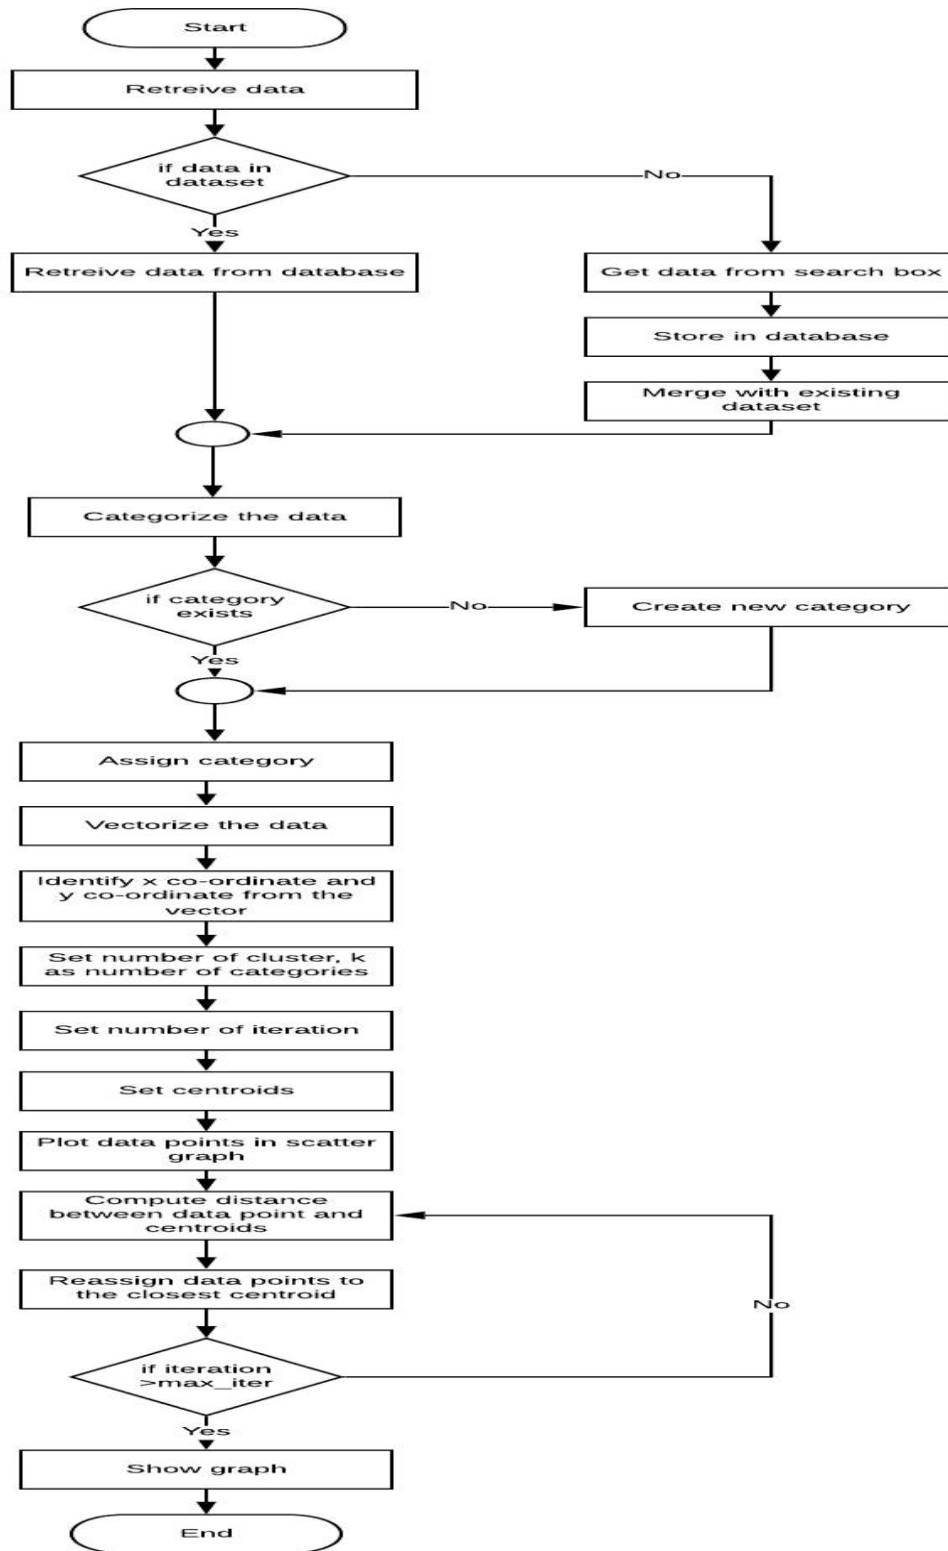 Start
Retreive data
if data in
dataset
No
Yes
Retreive data from database
Get data from search box
Store in database
Merge with existing
dataset
Categorize the data
if category
exists
No
Create new category
Yes
Assign category
Vectorize the data
Identify x co-ordinate and
y co-ordinate from the
vector
Set number of cluster, k
as number of categories
Set number of iteration
Set centroids
Plot data points in scatter
graph
Compute distance
between data point and
centroids
Reassign data points to
the closest centroid
No
if iteration
>max_iter
Yes
Show graph
End